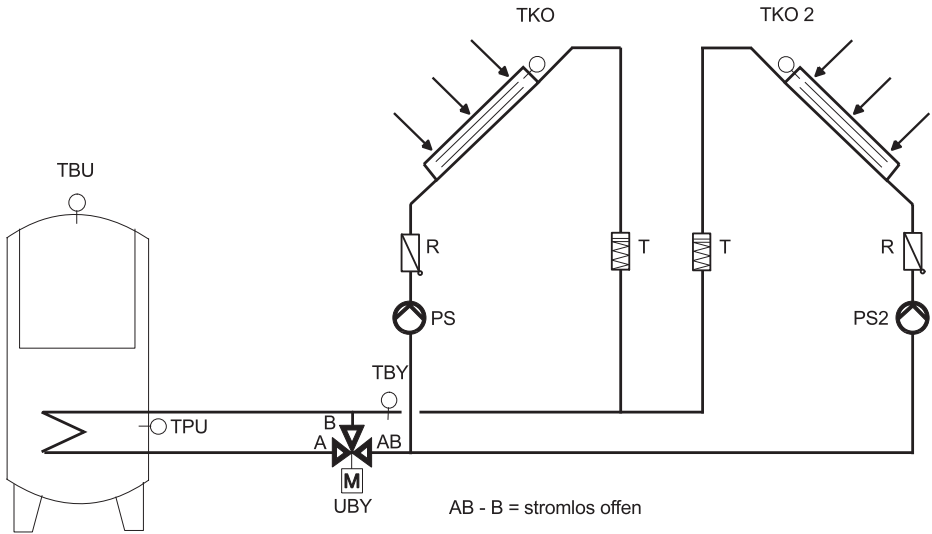 TKO
TKO 2
TBU
R
T
T
R
PS
PS2
TBY
TPU
B
A
AB
M
UBY
AB - B = stromlos offen